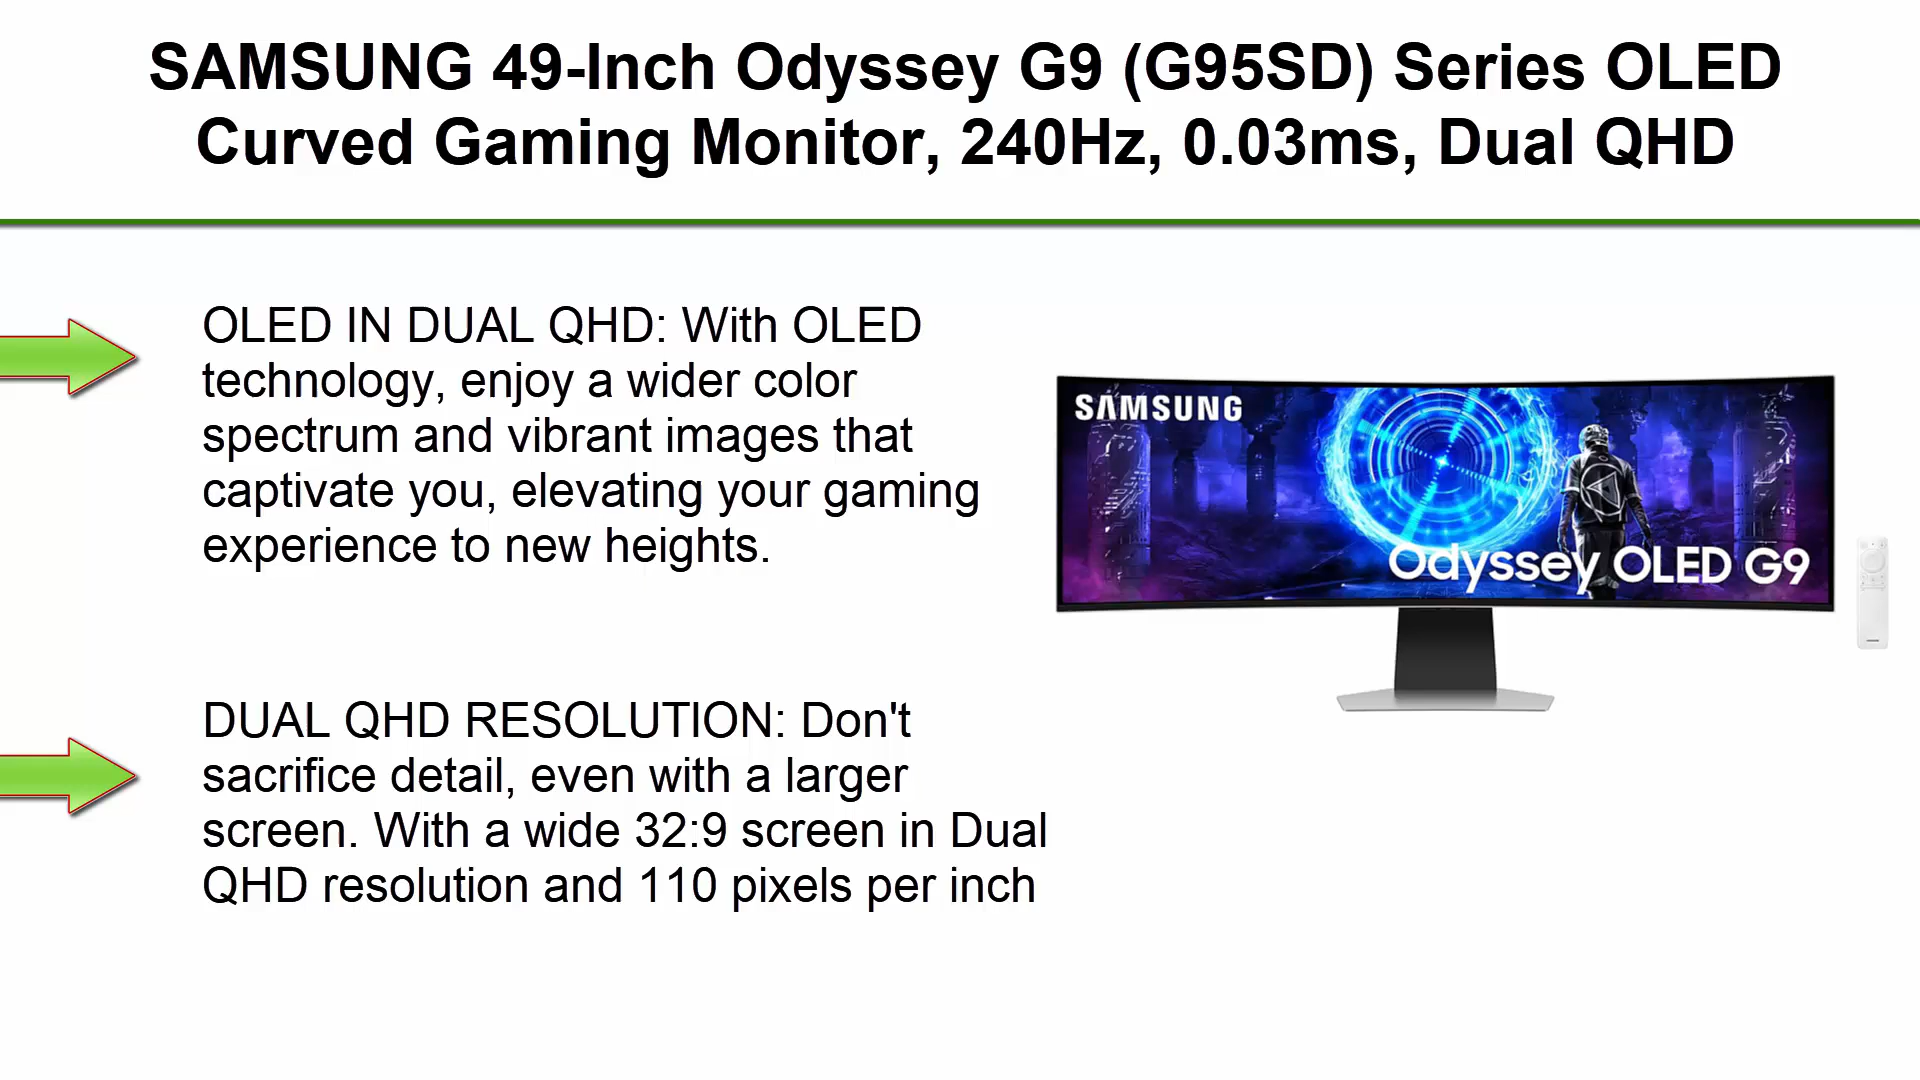 SAMSUNG 49-Inch Odyssey G9 (G95SD) Series OLED
Curved Gaming Monitor, 240Hz, 0.03ms, Dual QHD
OLED IN DUAL QHD: With OLED
technology, enjoy a wider color
spectrum and vibrant images that
captivate you, elevating your gaming
experience to new heights.
SAMSUNG
Odyssey OLED G9
DUAL QHD RESOLUTION: Don't
sacrifice detail, even with a larger
screen. With a wide 32:9 screen in Dual
QHD resolution and 110 pixels per inch